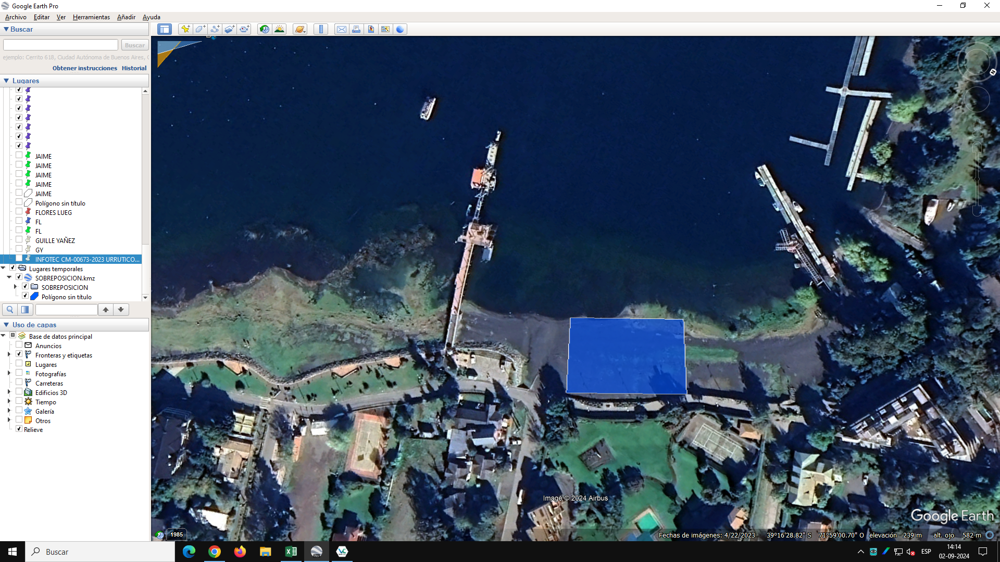 Google Earth Pro
Archivo Editar Ver Herramientas Añadir Ayuda
Buscar
Buscar
ejemplo: Cerrito 618, Ciudad Autónoma de Buenos Aires,
Obtener instrucciones Historial
Lugares
JAIME
JAIME
JAIME
JAIME
JAIME
Polígono sin título
FLORES LUEG
FL
FL
GUILLE YAÑEZ
GY
INFOTEC CM-00673-2023 URRUTICO...
Lugares temporales
SOBREPOSICION.kmz
SOBREPOSICION
Polígono sin título
Uso de capas
Base de datos principal
Anuncios
Fronteras y etiquetas
Lugares
Fotografías
Carreteras
Edificios 3D
Tiempo
Galería
Otros
Relieve
N
Image © 2024 Airbus
Google Earth
1985
Fechas de imágenes: 4/22/2023 39°16'28.82" S 71°59'00.70" O elevación 239 m alt. ojo 582 m
Buscar
ESP
14:14
02-09-2024